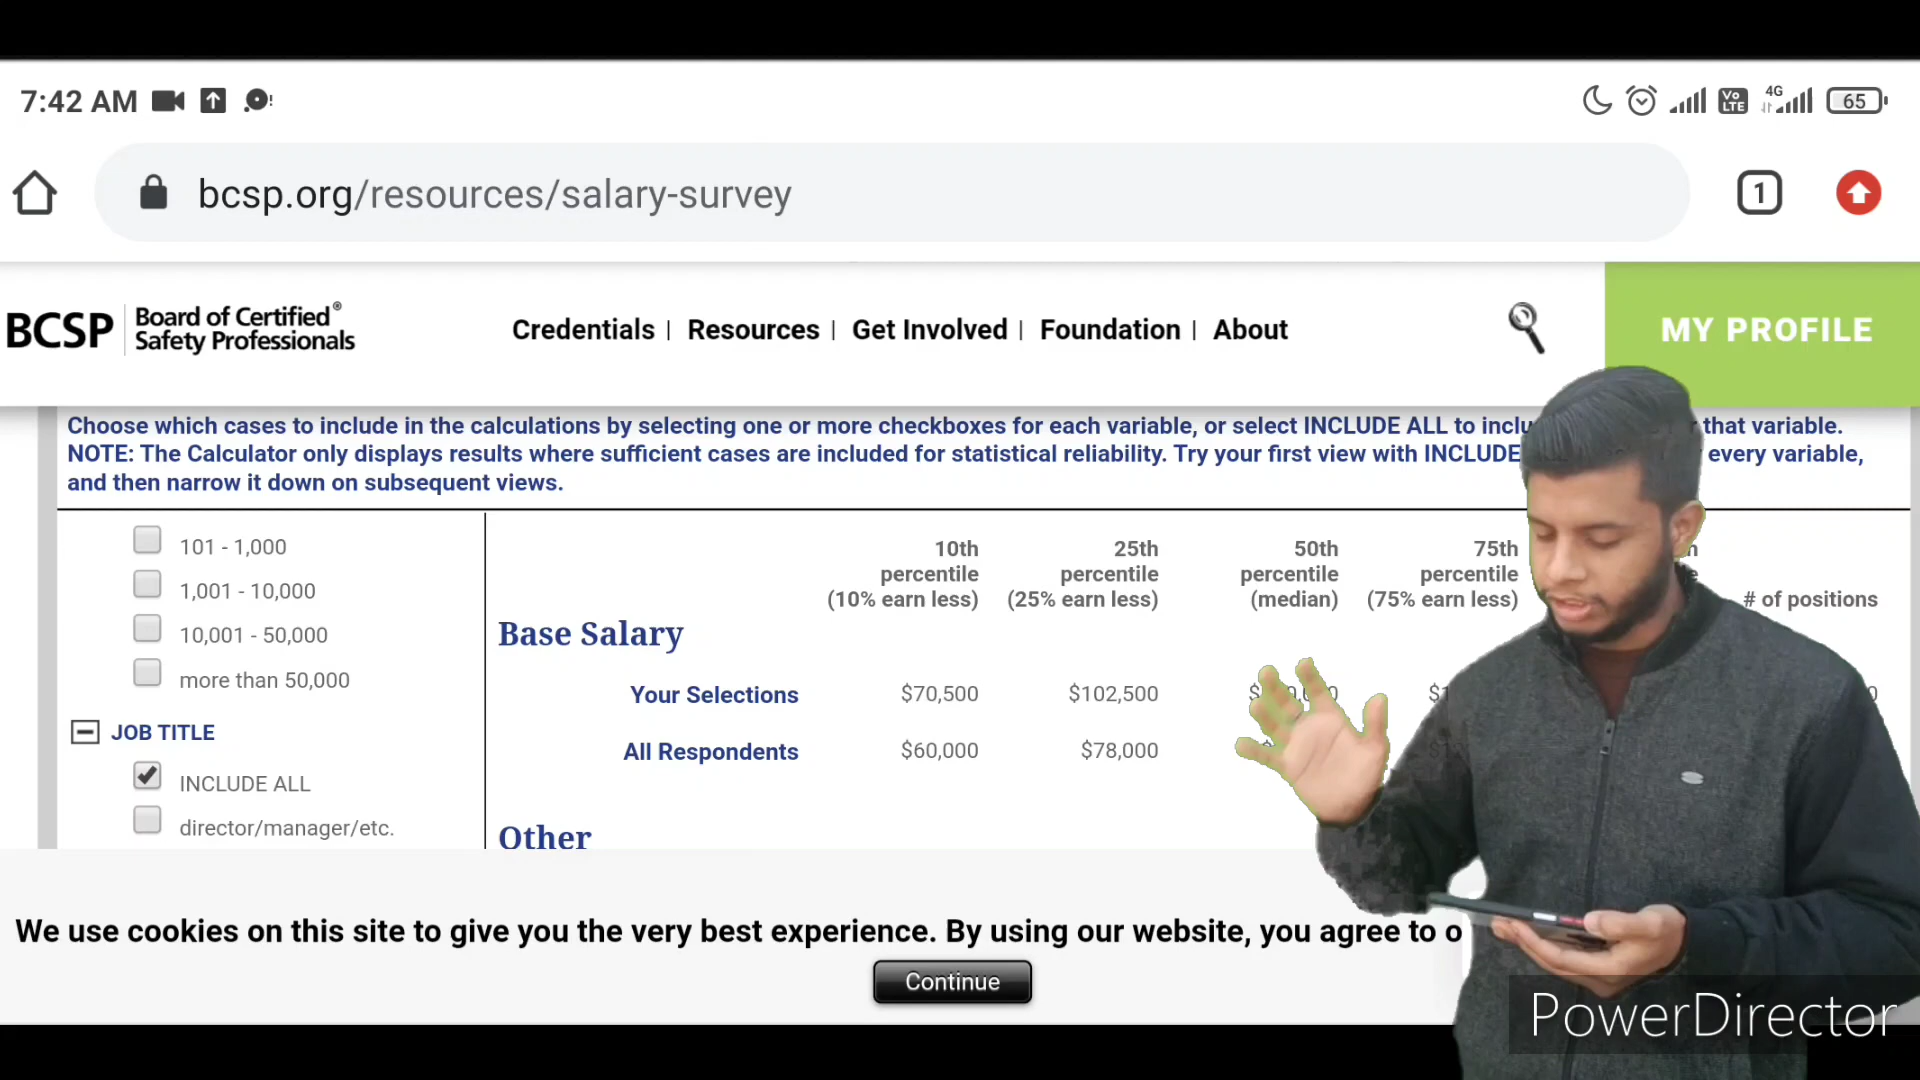 7:42 AM
4G
Vo
LTE
65
bcsp.org/resources/salary-survey
1
BCSP
Board of Certified®
Safety Professionals
Credentials | Resources | Get Involved | Foundation | About
MY PROFILE
Choose which cases to include in the calculations by selecting one or more checkboxes for each variable, or select INCLUDE ALL to that variable.
NOTE: The Calculator only displays results where sufficient cases are included for statistical reliability. Try your first view with INCLUDE every variable,
and then narrow it down on subsequent views.
101 - 1,000
1,001 - 10,000
10,001 - 50,000
more than 50,000
JOB TITLE
INCLUDE ALL
director/manager/etc.
10th
percentile
(10% earn less)
25th
percentile
(25% earn less)
50th
percentile
(median)
75th
percentile
(75% earn less)
# of positions
Base Salary
Your Selections $70,500 $102,500
All Respondents $60,000 $78,000
Other
We use cookies on this site to give you the very best experience. By using our website, you agree to
Continue
PowerDirector